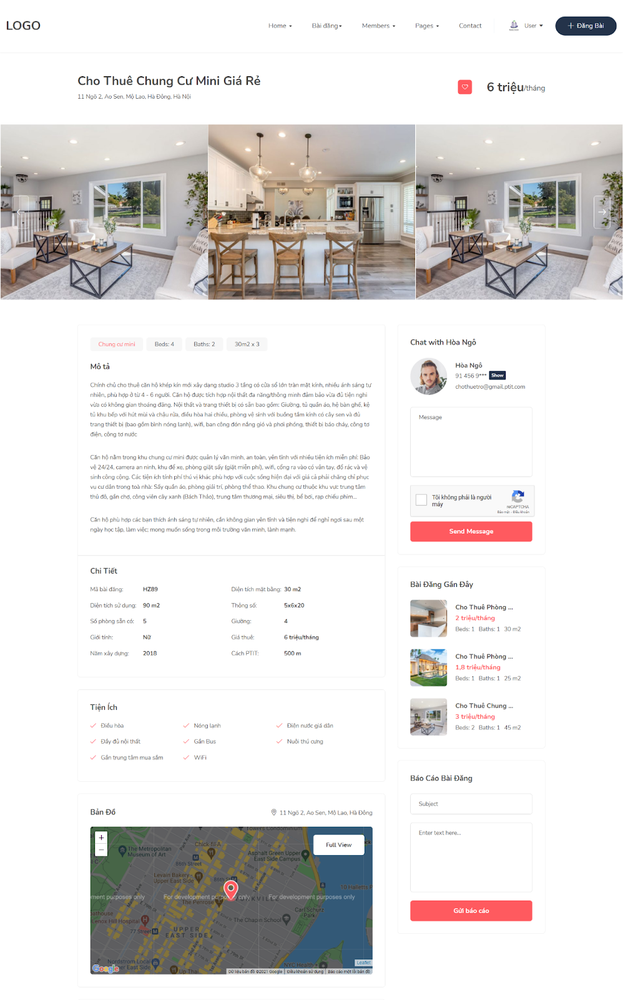 LOGO
Home
Bài đăng
Members
Pages
Contact
User
+ Đăng Bài
Cho Thuê Chung Cư Mini Giá Rẻ
11 Ngõ 2, Ao Sen, Mộ Lao, Hà Đông, Hà Nội
6 triệu/tháng
Chung cư mini
Beds: 4
Baths: 2
30m2 x 3
Mô tả
Chính chủ cho thuê căn hộ khép kín mới xây dạng studio 3 tầng có cửa sổ lớn tràn mặt kính, nhiều ánh sáng tự
nhiên, phù hợp ở từ 4 - 6 người. Căn hộ được tích hợp nội thất đa năng/thông minh đảm bảo vừa đủ tiện nghi
vừa có không gian thoáng đãng. Nội thất và trang thiết bị có sẵn bao gồm: Giường, tủ quần áo, hệ bàn ghế, kệ
tủ khu bếp với hút mùi và chậu rửa, điều hòa hai chiều, phòng vệ sinh với buồng tắm kính có cây sen và đủ
trang thiết bị (bao gồm bình nóng lạnh), wifi, ban công đón nắng gió và phơi phóng, thiết bị báo cháy, công tơ
điện, công tơ nước
Căn hộ nằm trong khu chung cư mini được quản lý văn minh, an toàn, yên tĩnh với nhiều tiện ích miễn phí: Bảo
vệ 24/24, camera an ninh, khu để xe, phòng giặt sấy (giặt miễn phí), wifi, cổng ra vào có vân tay, đổ rác và vệ
sinh công cộng. Các tiện ích tính phí thú vị khác phù hợp với cuộc sống hiện đại với giá cả phải chăng chỉ phục
vụ cư dân trong toà nhà: Sấy quần áo, phòng giải trí, phòng thể thao. Khu chung cư thuộc khu vực trung tâm
thủ đô, gần chợ, công viên cây xanh (Bách Thảo), trung tâm thương mại, siêu thị, bể bơi, rạp chiếu phim...
Căn hộ phù hợp các bạn thích ánh sáng tự nhiên, cần không gian yên tĩnh và tiện nghi để nghỉ ngơi sau một
ngày học tập, làm việc; mong muốn sống trong môi trường văn minh, lành mạnh.
Chi Tiết
Mã bài đăng: HZ89
Diện tích mặt bằng: 30 m2
Diện tích sử dụng: 90 m2
Thông số: 5x6x20
Số phòng sẵn có: 5
Giường: 4
Giới tính: Nữ
Giá thuê: 6 triệu/tháng
Năm xây dựng: 2018
Cách PTIT: 500 m
Tiện Ích
Điều hòa
Nóng lạnh
Điện nước giá dân
Đầy đủ nội thất
Gần Bus
Nuôi thú cưng
Gần trung tâm mua sắm
WiFi
Bản Đồ
11 Ngõ 2, Ao Sen, Mộ Lao, Hà Đông
+
−
Full View
Towers Condominium
The Metropolitan
Museum of Art
Chick-fil-A
86th Street
Asphalt Green Upper
East Side Campus
Levain Bakery -
Upper East Side
86th St
10 Halletts P
ment purposes only
For development purposes only
For development purposes only
YORKVILLE
The Penrose
Carl Schurz
Park
pathouse
Lenox Hill Hospital
The Chapin School
77 Street
UPPER
EAST SIDE
Nordstrom Local
er East Side
Up Thai
NYC Health +
Leaflet
Google
Dữ liệu bản đồ ©2021 Google
Điều khoản sử dụng
Báo cáo một lỗi bản đồ
Chat with Hòa Ngô
Hòa Ngô
91 456 9***
Show
chothuetro@gmail.ptit.com
Message
Tôi không phải là người
máy
reCAPTCHA
Bảo mật - Điều khoản
Send Message
Bài Đăng Gần Đây
Cho Thuê Phòng ...
2 triệu/tháng
Beds: 1 Baths: 1 30 m2
Cho Thuê Phòng ...
1,8 triệu/tháng
Beds: 1 Baths: 1 25 m2
Cho Thuê Chung ...
3 triệu/tháng
Beds: 2 Baths: 1 45 m2
Báo Cáo Bài Đăng
Subject
Enter text here...
Gửi báo cáo